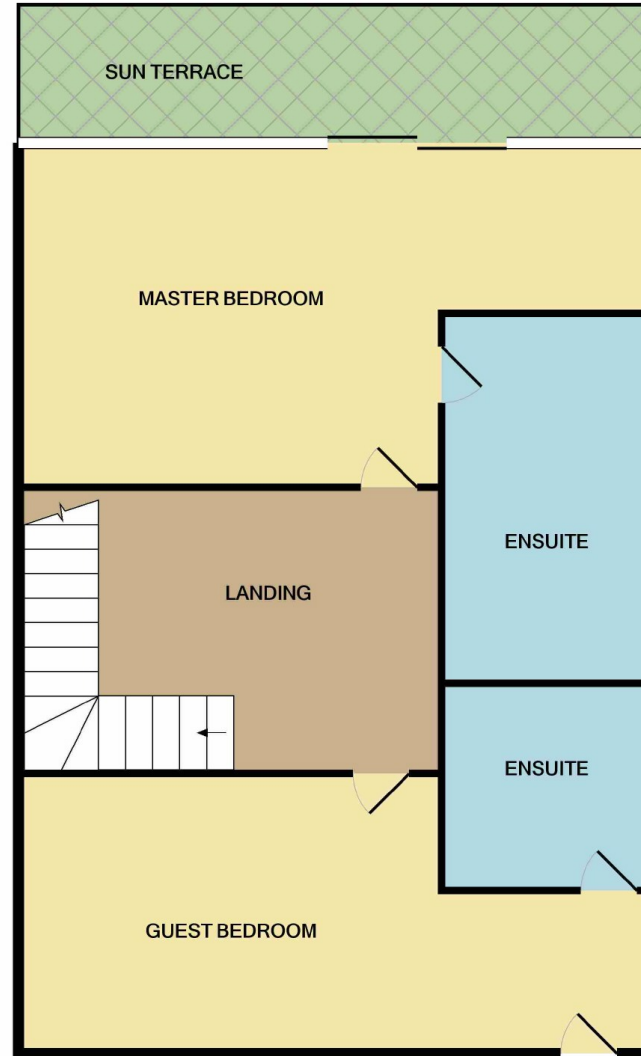 SUN TERRACE
MASTER BEDROOM
ENSUITE
LANDING
ENSUITE
GUEST BEDROOM